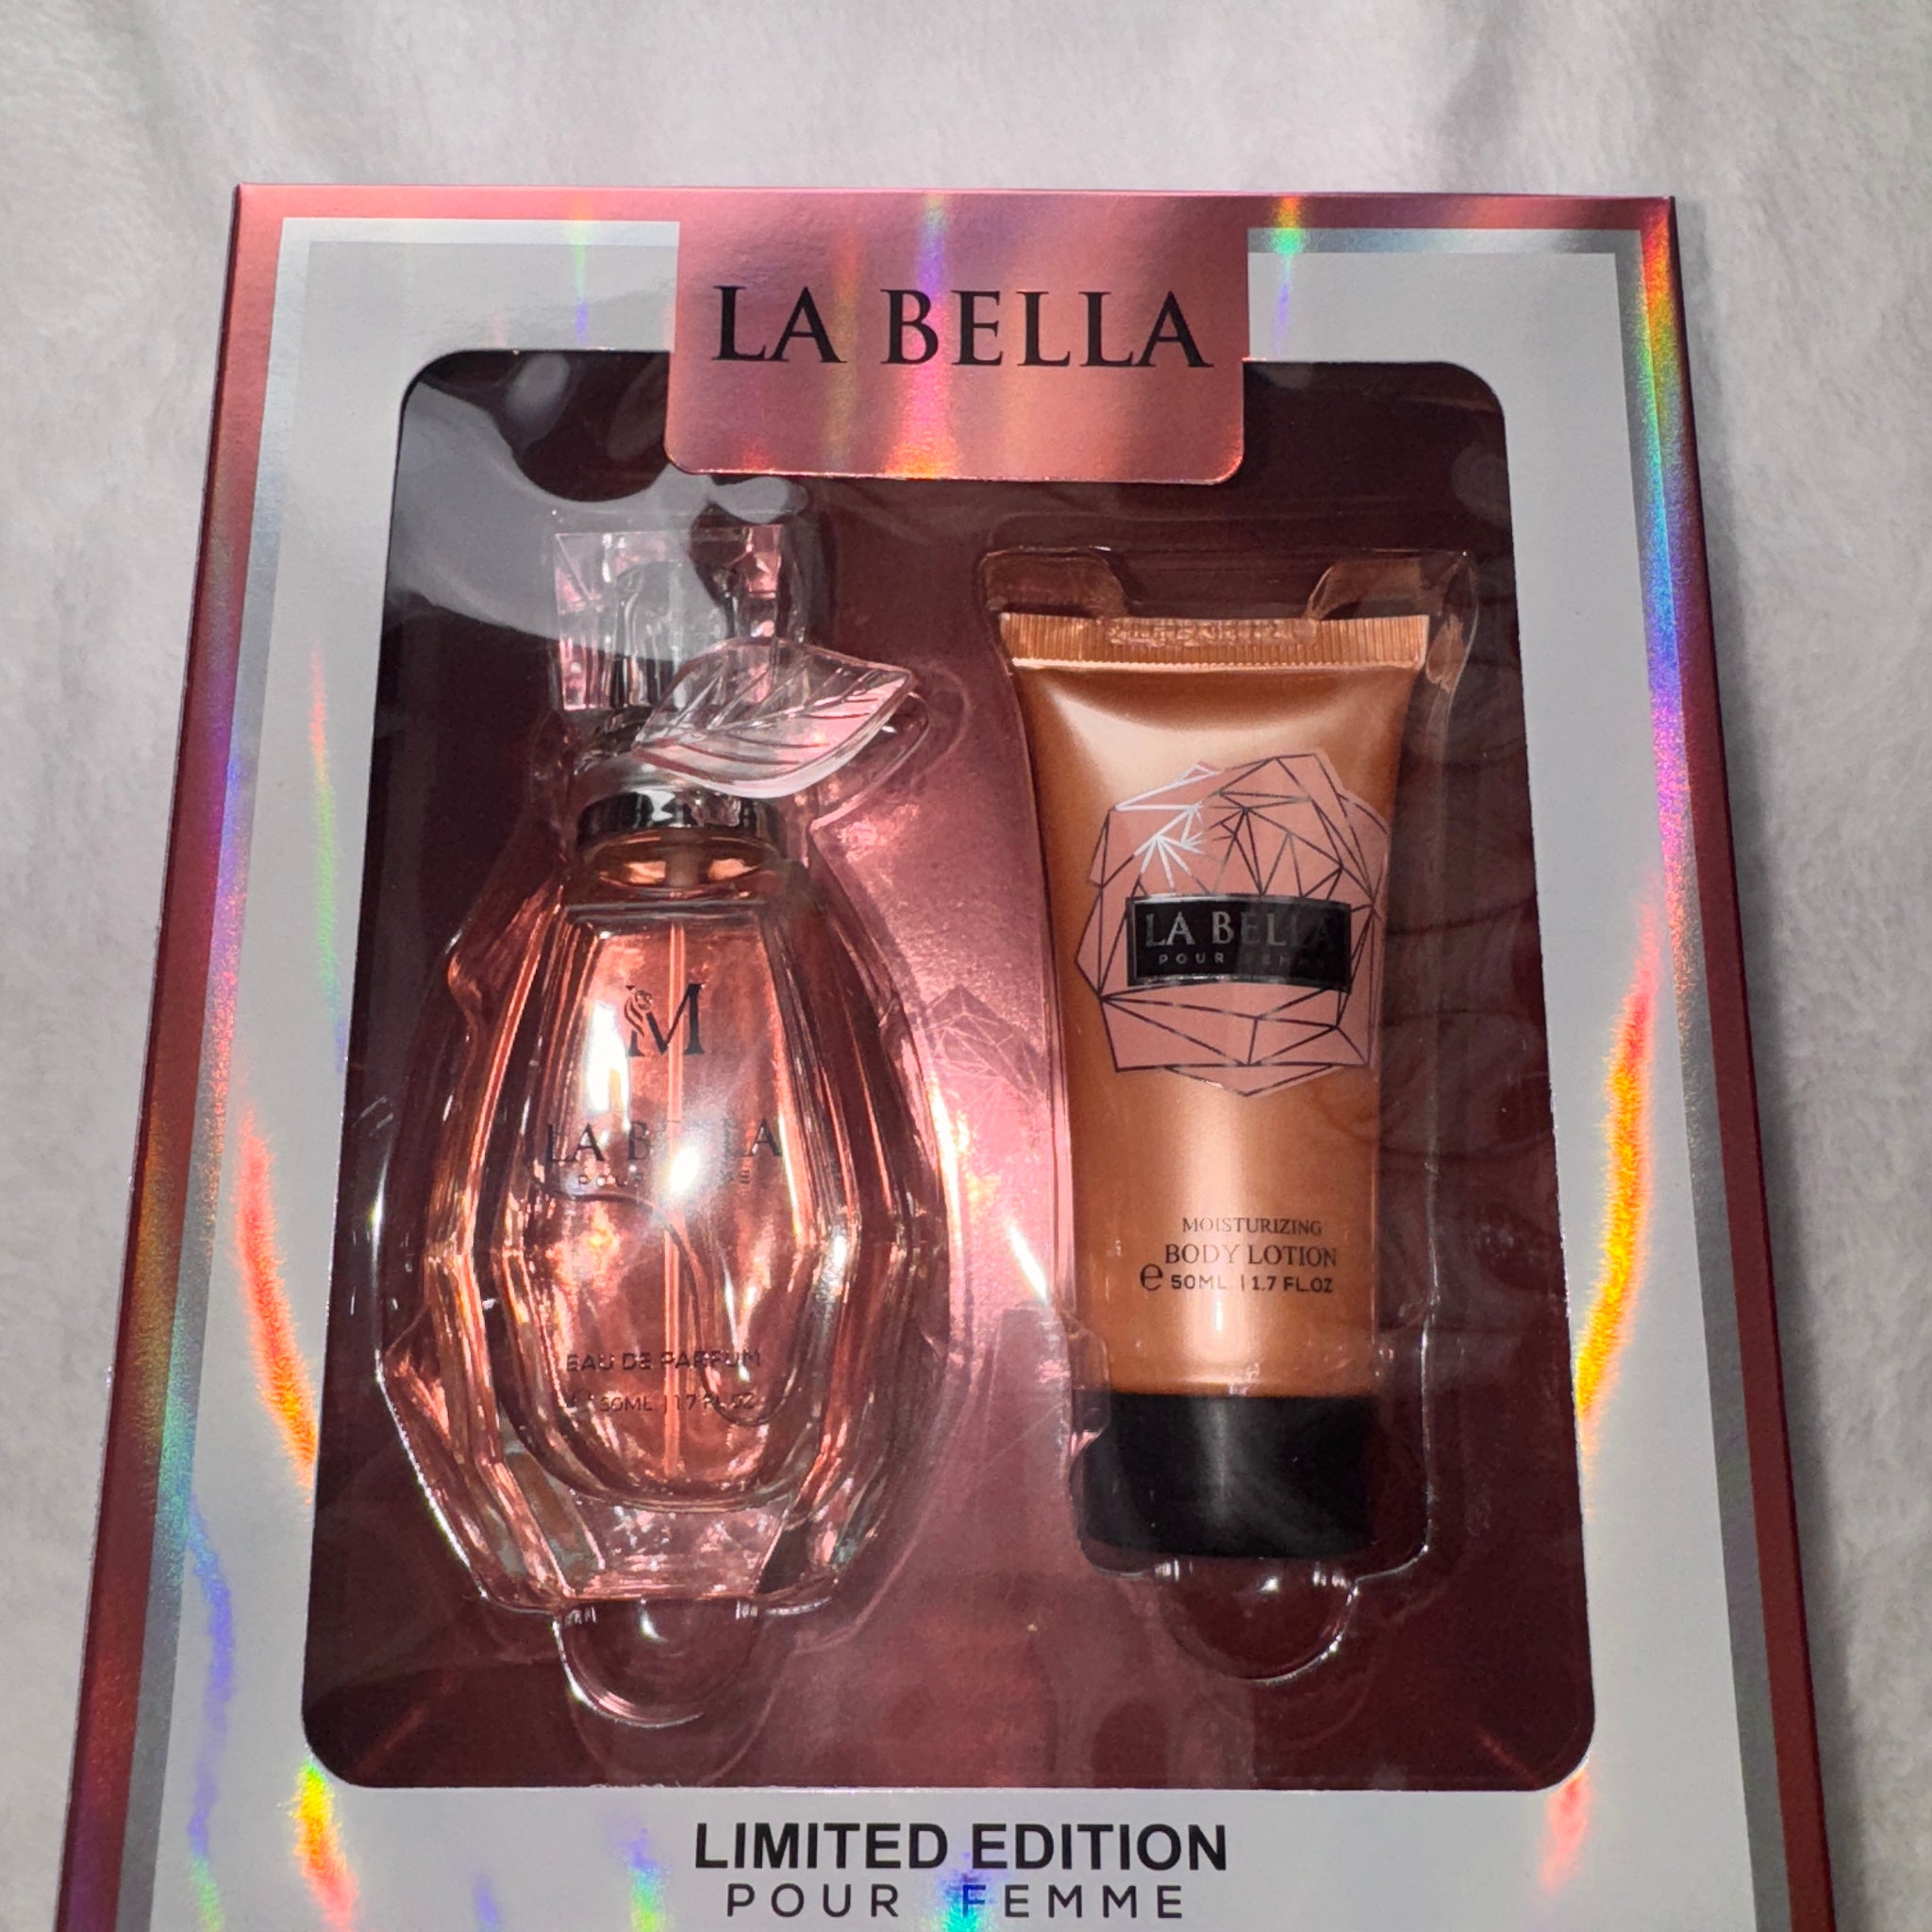 LA BELLA
M
LA BELLA
POUR
EAU DE PARFUM
50ML | 1.7 FL.OZ
LA BELLA
POUR FEMME
MOISTURIZING
BODY LOTION
e 50ML | 1.7 FL.OZ
LIMITED EDITION
POUR FEMME